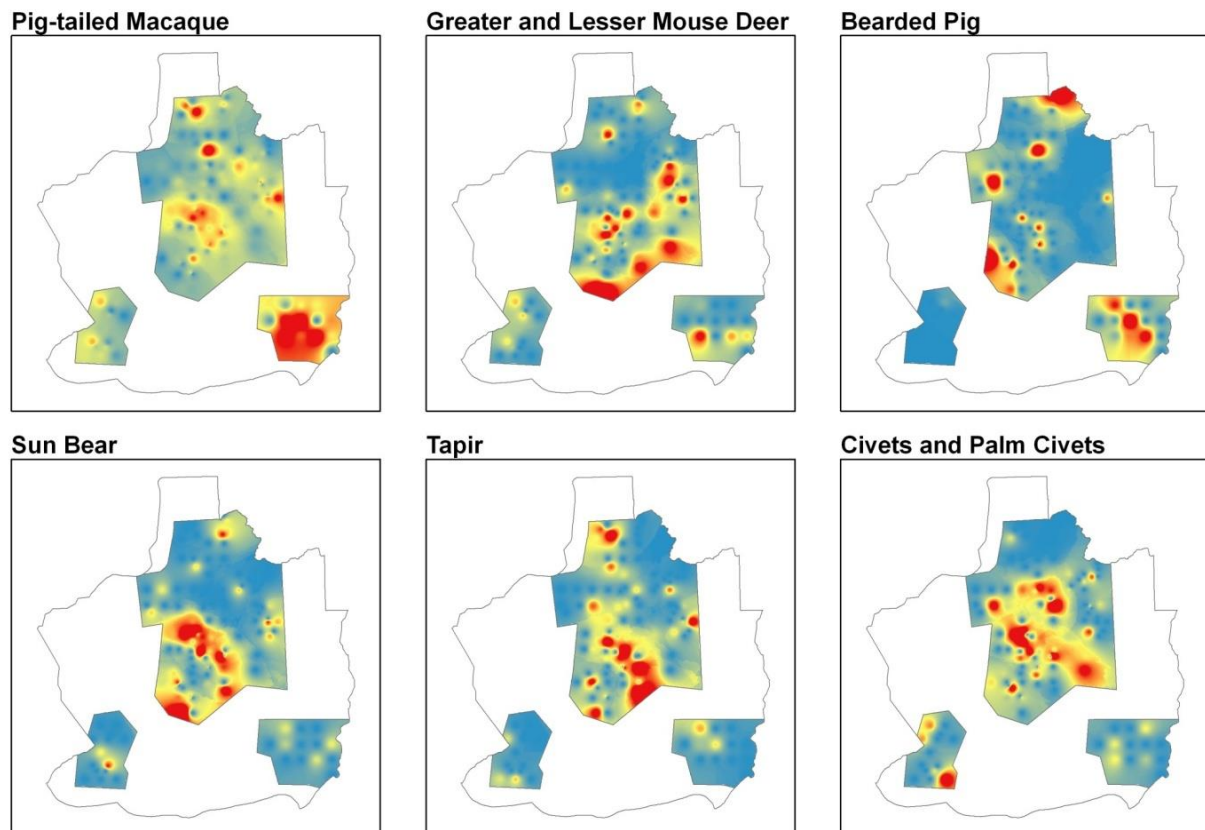 Pig-tailed Macaque
Greater and Lesser Mouse Deer
Bearded Pig
Sun Bear
Tapir
Civets and Palm Civets